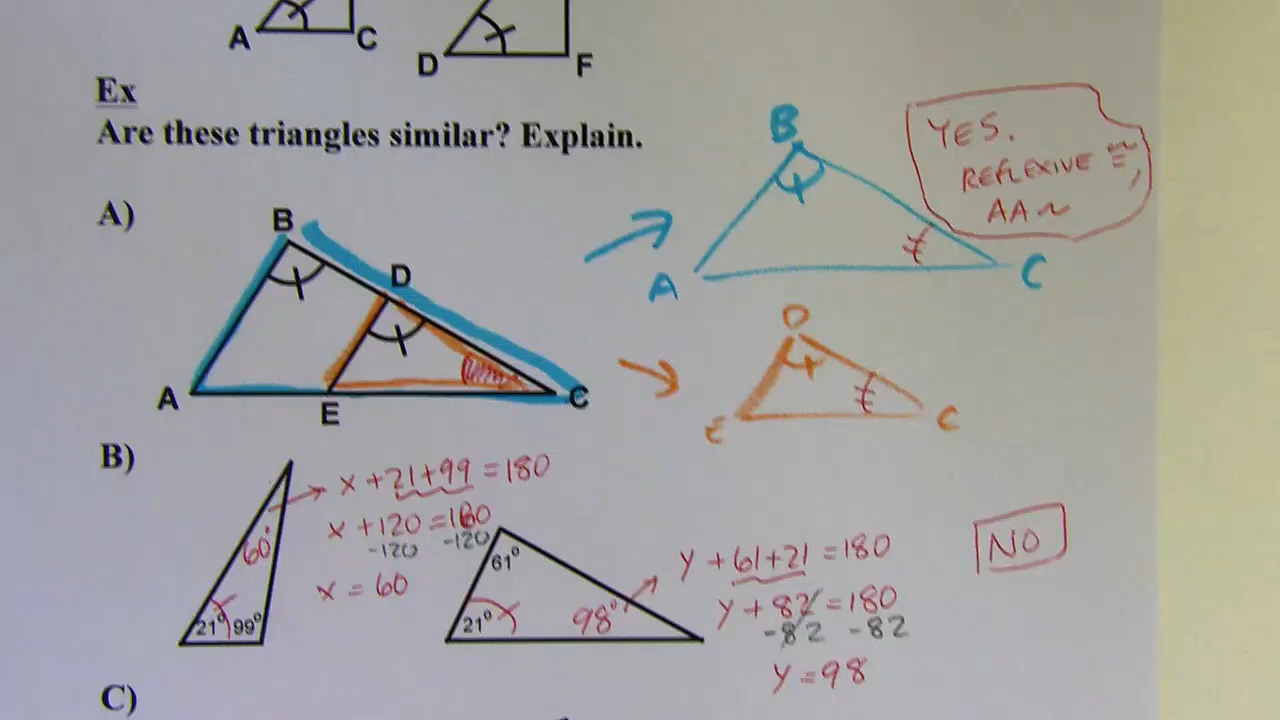 A C
D F
Ex
Are these triangles similar? Explain.
A)
B
D
A
E
C
B
A
C
YES.
REFLEXIVE ≅,
AA ~
D
E
C
B)
60°
21° 99°
x + 21 + 99 = 180
x + 120 = 180
-120 -120
x = 60
61°
21°
98°
y + 61 + 21 = 180
y + 82 = 180
-82 -82
y = 98
NO
C)